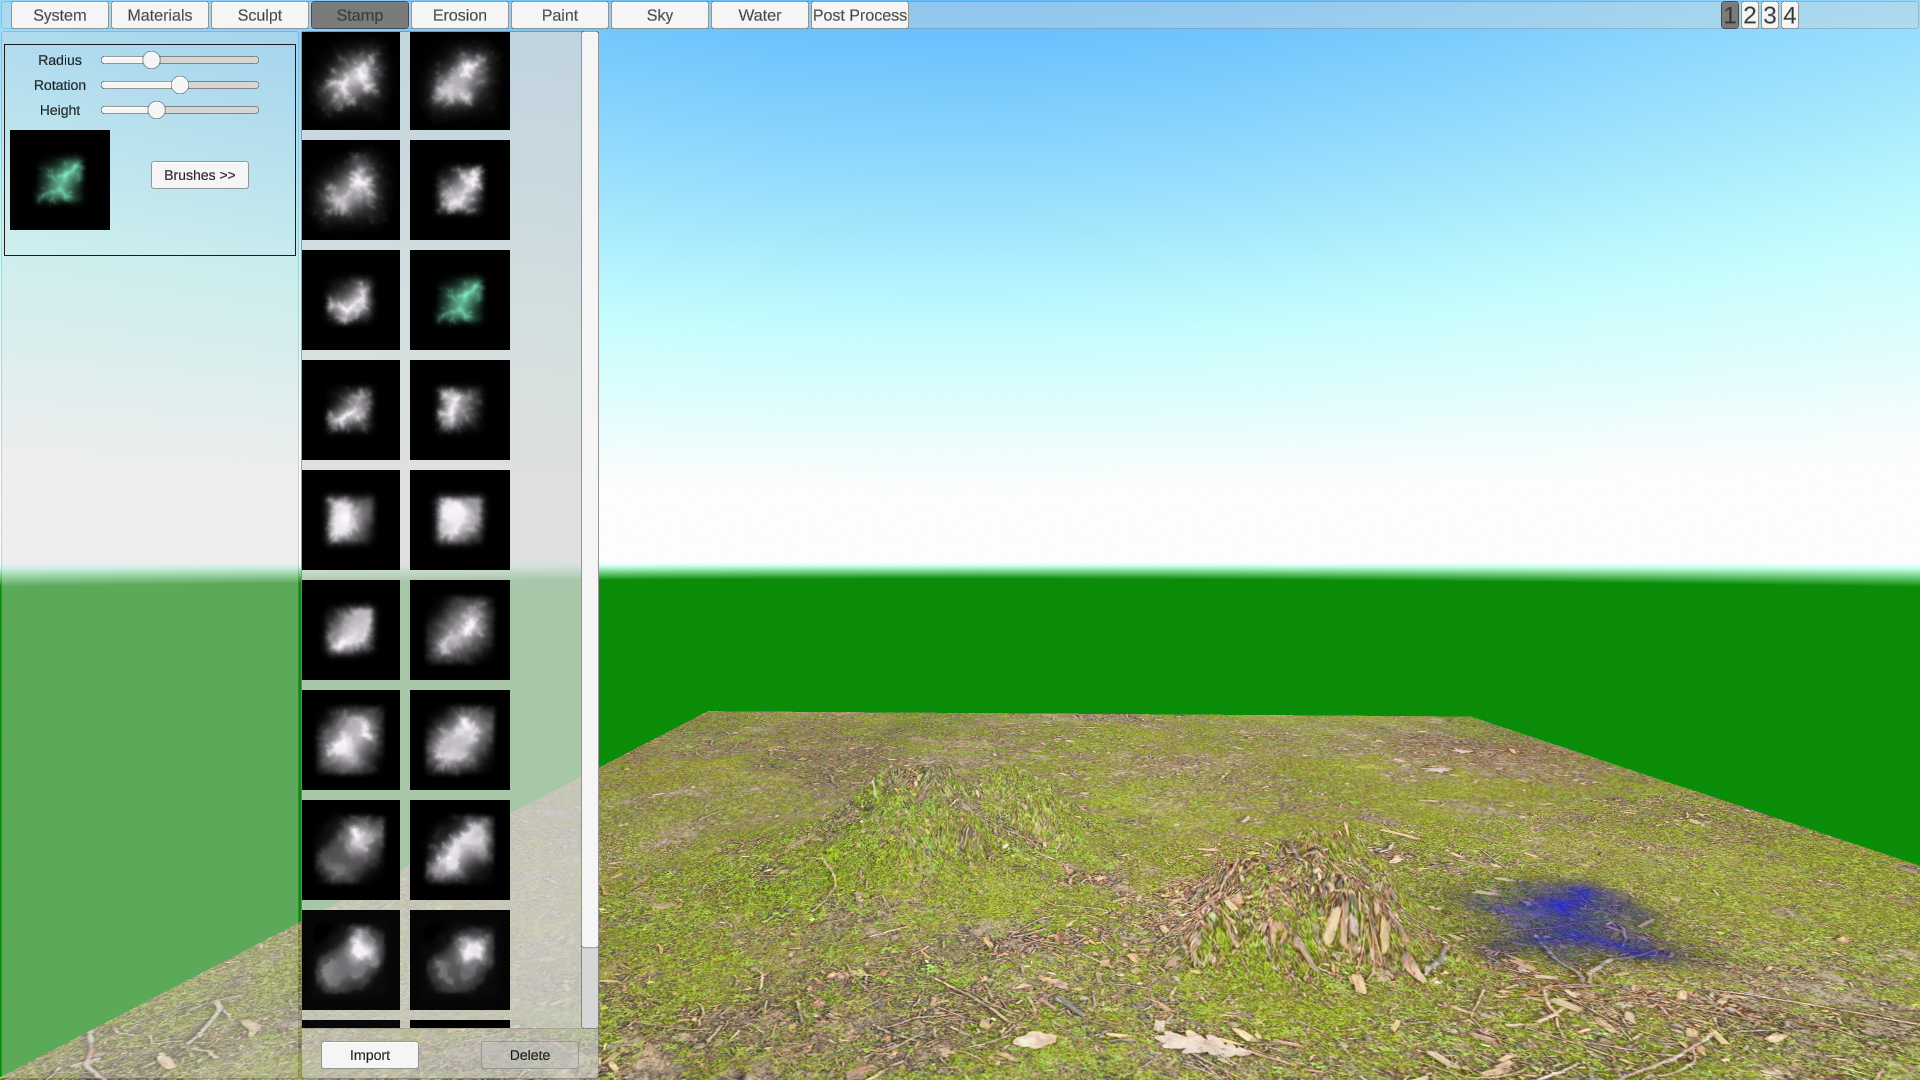 System Materials Sculpt Stamp Erosion Paint Sky Water Post Process 1 2 3 4
Radius
Rotation
Height
Brushes >>
Import Delete